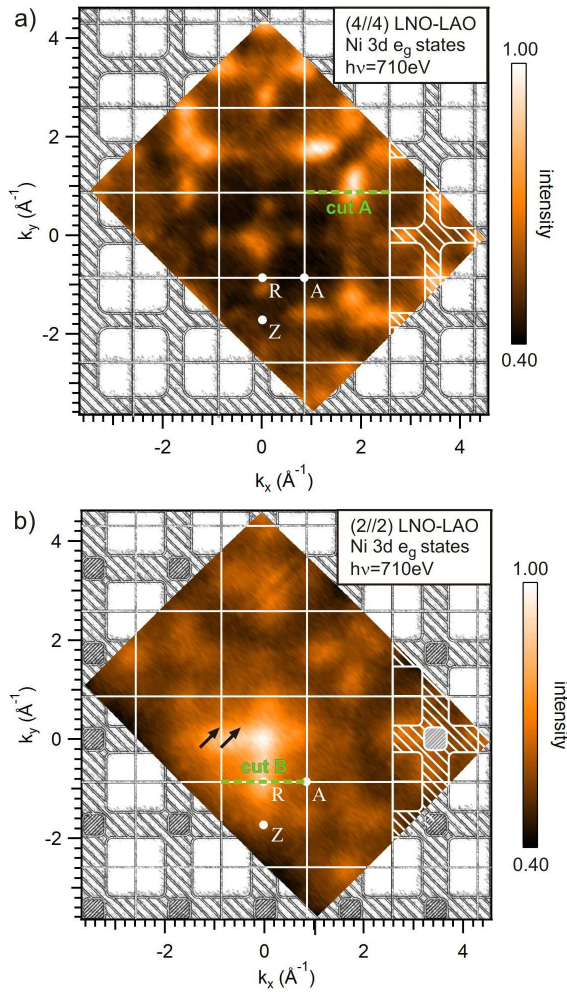 a)
(4//4) LNO-LAO
Ni 3d eg states
hν=710eV
4
2
0
-2
ky (Å-1)
cut A
R
A
Z
-2
0
2
4
kx (Å-1)
1.00
intensity
0.40
b)
(2//2) LNO-LAO
Ni 3d eg states
hν=710eV
4
2
0
-2
ky (Å-1)
cut B
R
A
Z
-2
0
2
4
kx (Å-1)
1.00
intensity
0.40